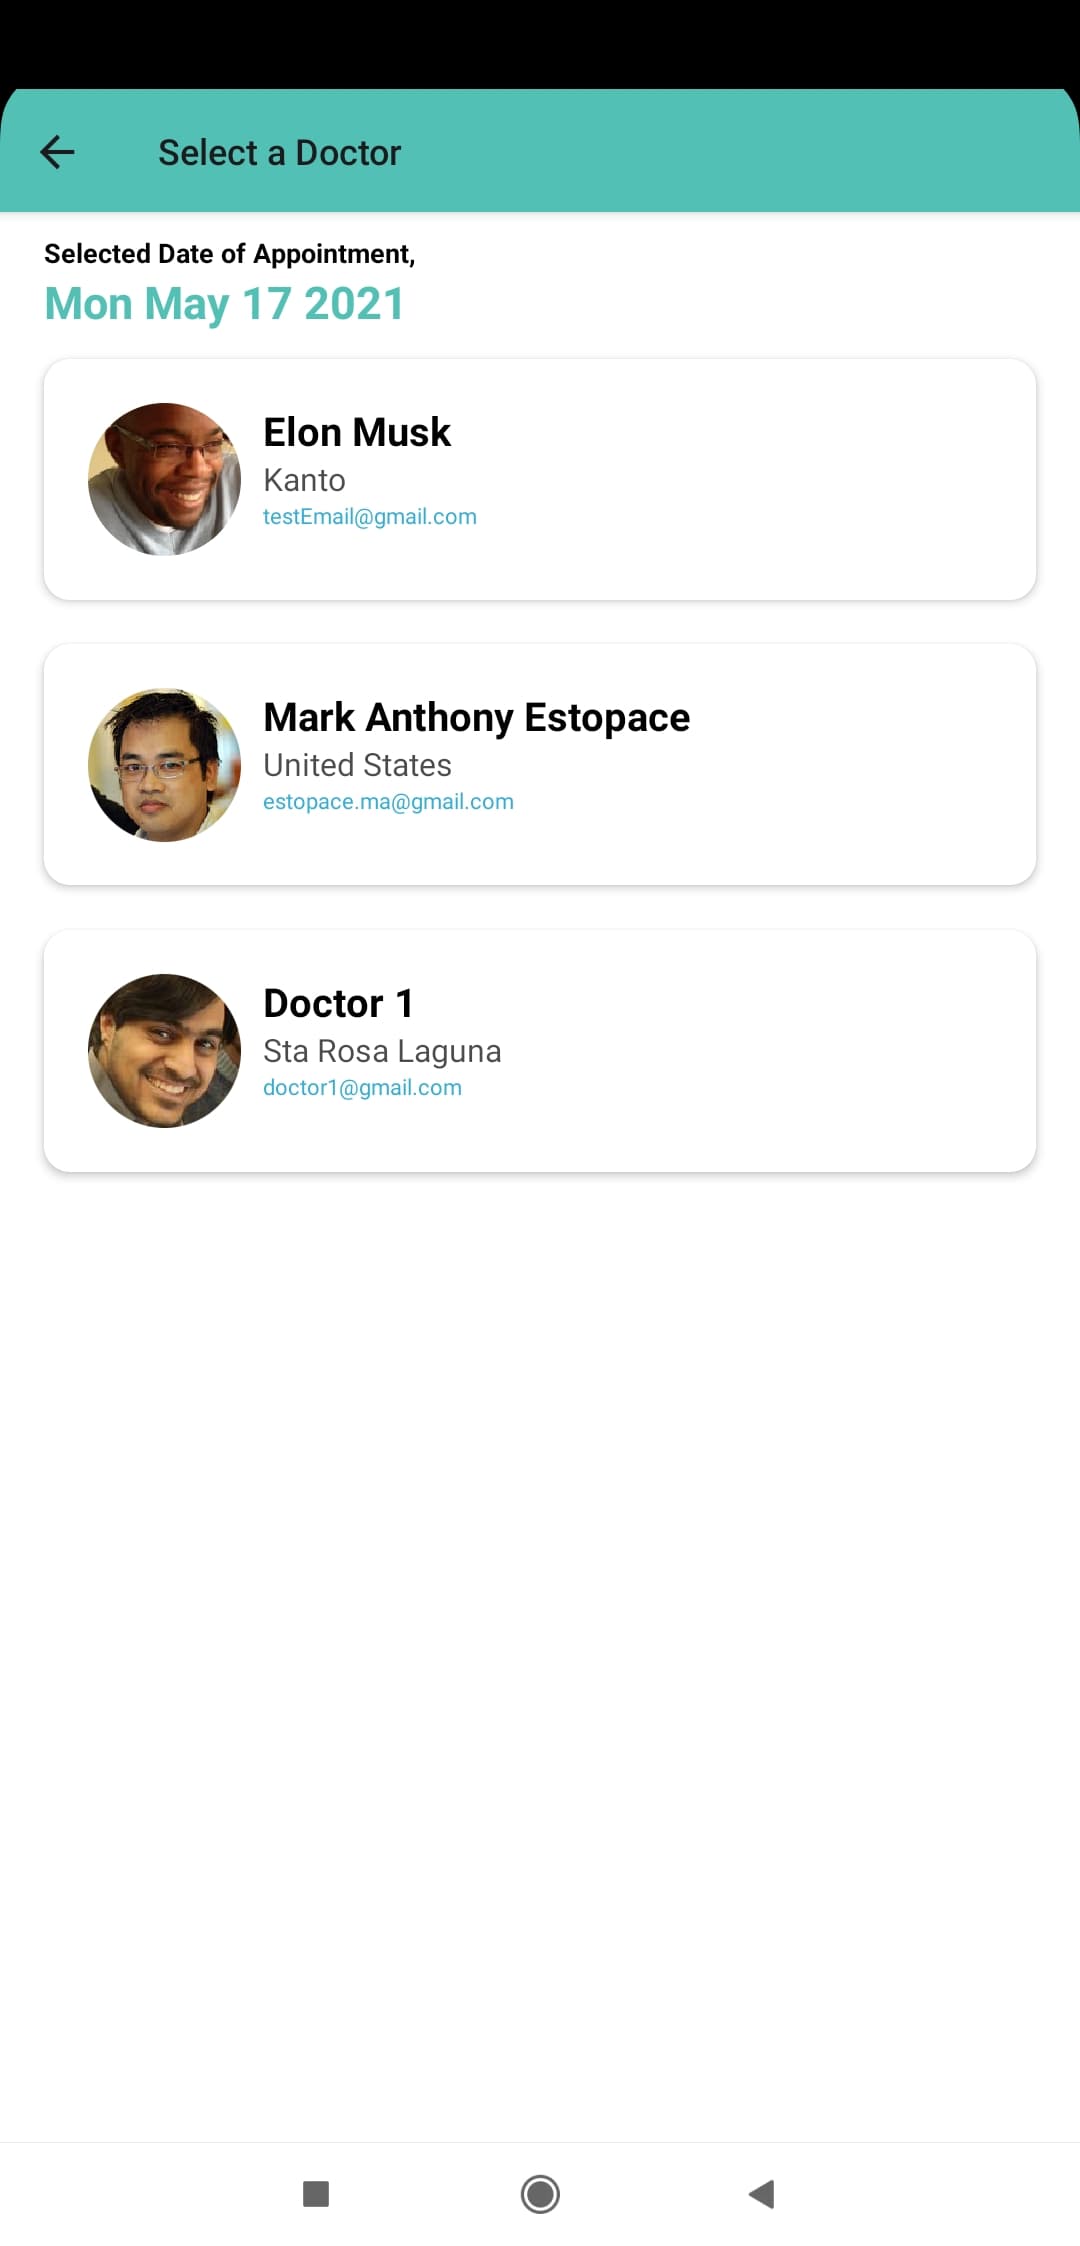 Select a Doctor
Selected Date of Appointment,
Mon May 17 2021
Elon Musk
Kanto
testEmail@gmail.com
Mark Anthony Estopace
United States
estopace.ma@gmail.com
Doctor 1
Sta Rosa Laguna
doctor1@gmail.com